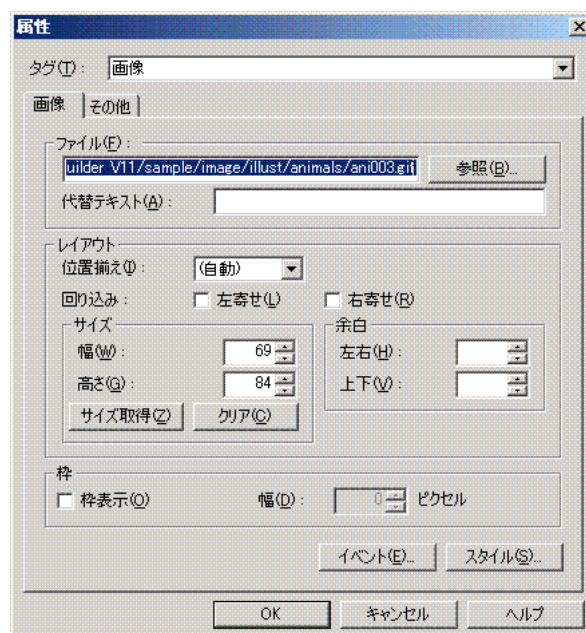 属性
タグ(T): 画像
画像 その他
ファイル(F):
uilder V11/sample/image/illust/animals/ani003.gif 参照(B)...
代替テキスト(A):
レイアウト
位置揃え(I): (自動)
回り込み: 左寄せ(L) 右寄せ(R)
サイズ 余白
幅(W): 69 左右(H):
高さ(G): 84 上下(V):
サイズ取得(Z) クリア(C)
枠
枠表示(O) 幅(D): 0 ピクセル
イベント(E)... スタイル(S)...
OK キャンセル ヘルプ